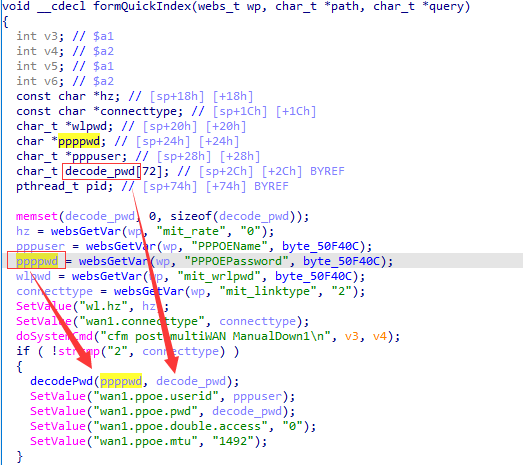 void __cdecl formQuickIndex(webs_t wp, char_t *path, char_t *query)
{
int v3; // $a1
int v4; // $a2
int v5; // $a1
int v6; // $a2
const char *hz; // [sp+18h] [+18h]
const char *connecttype; // [sp+1Ch] [+1Ch]
char_t *wlpwd; // [sp+20h] [+20h]
char *ppppwd; // [sp+24h] [+24h]
char_t *pppuser; // [sp+28h] [+28h]
char_t decode_pwd[72]; // [sp+2Ch] [+2Ch] BYREF
pthread_t pid; // [sp+74h] [+74h] BYREF
memset(decode_pwd, 0, sizeof(decode_pwd));
hz = websGetVar(wp, "mit_rate", "0");
pppuser = websGetVar(wp, "PPPOEName", byte_50F40C);
ppppwd = websGetVar(wp, "PPPOEPassword", byte_50F40C);
wlpwd = websGetVar(wp, "mit_wrlpwd", byte_50F40C);
connecttype = websGetVar(wp, "mit_linktype", "2");
SetValue("wl.hz", hz);
SetValue("wan1.connecttype", connecttype);
doSystemCmd("cfm post multiWAN ManualDown1\n", v3, v4);
if ( !strcmp("2", connecttype) )
{
decodePwd(ppppwd, decode_pwd);
SetValue("wan1.ppoe.userid", pppuser);
SetValue("wan1.ppoe.pwd", decode_pwd);
SetValue("wan1.ppoe.double.access", "0");
SetValue("wan1.ppoe.mtu", "1492");
}